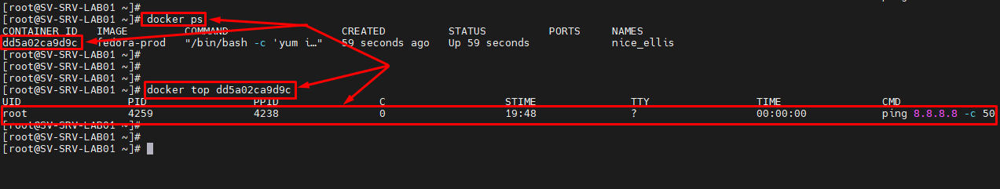 [root@SV-SRV-LAB01 ~]#
[root@SV-SRV-LAB01 ~]# docker ps
CONTAINER ID   IMAGE         COMMAND                  CREATED          STATUS          PORTS     NAMES
dd5a02ca9d9c   fedora-prod   "/bin/bash -c 'yum i…"   59 seconds ago   Up 59 seconds             nice_ellis
[root@SV-SRV-LAB01 ~]#
[root@SV-SRV-LAB01 ~]#
[root@SV-SRV-LAB01 ~]#
[root@SV-SRV-LAB01 ~]# docker top dd5a02ca9d9c
UID                 PID                 PPID                C                   STIME               TTY                 TIME                CMD
root                4259                4238                0                   19:48               ?                   00:00:00            ping 8.8.8.8 -c 50
[root@SV-SRV-LAB01 ~]#
[root@SV-SRV-LAB01 ~]#
[root@SV-SRV-LAB01 ~]#